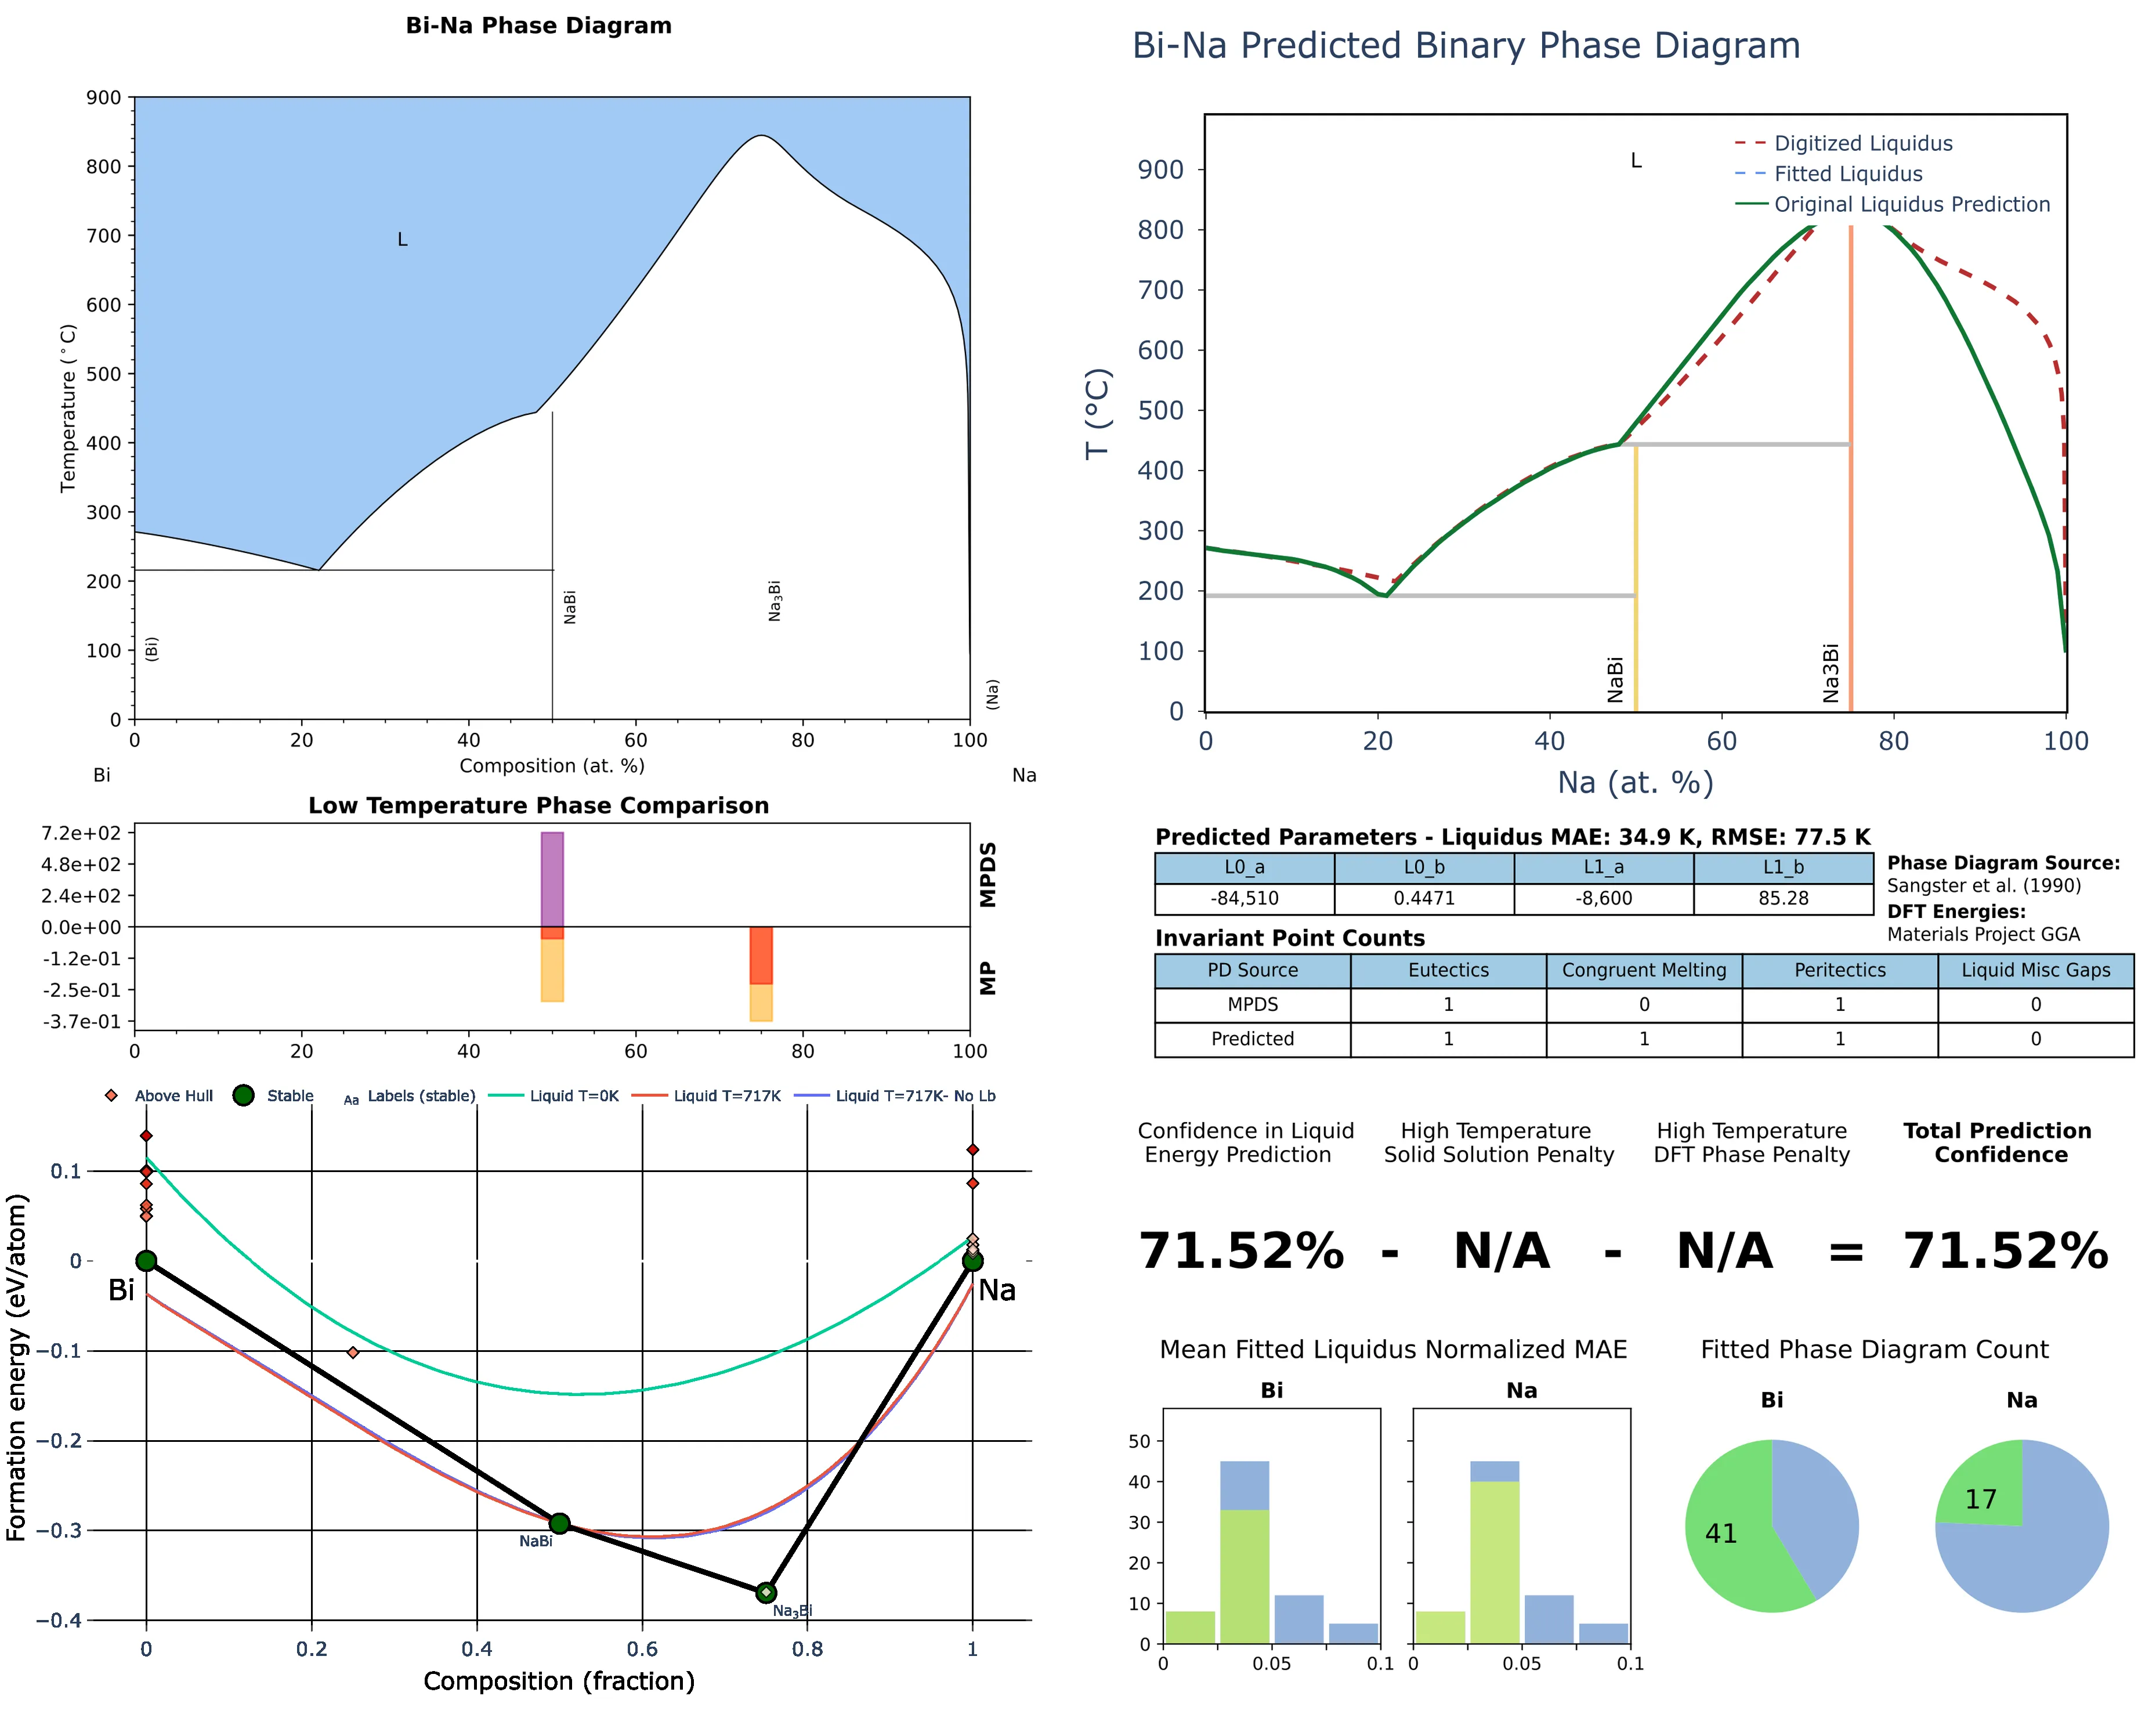 Bi-Na Phase Diagram
900
800
700
600
500
400
300
200
100
0
Temperature (°C)
L
(Bi)
NaBi
Na₃Bi
(Na)
0 20 40 60 80 100
Composition (at. %)
Bi Na
Low Temperature Phase Comparison
7.2e+02
4.8e+02
2.4e+02
0.0e+00
-1.2e-01
-2.5e-01
-3.7e-01
MPDS
MP
0 20 40 60 80 100
Above Hull Stable Aa Labels (stable) Liquid T=0K Liquid T=717K Liquid T=717K- No Lb
0.1
0
−0.1
−0.2
−0.3
−0.4
Formation energy (eV/atom)
Bi
Na
NaBi
Na₃Bi
0 0.2 0.4 0.6 0.8 1
Composition (fraction)
Bi-Na Predicted Binary Phase Diagram
L
Digitized Liquidus
Fitted Liquidus
Original Liquidus Prediction
900
800
700
600
500
400
300
200
100
0
T (°C)
NaBi
Na3Bi
0 20 40 60 80 100
Na (at. %)
Predicted Parameters - Liquidus MAE: 34.9 K, RMSE: 77.5 K
L0_a L0_b L1_a L1_b
-84,510 0.4471 -8,600 85.28
Phase Diagram Source:
Sangster et al. (1990)
DFT Energies:
Materials Project GGA
Invariant Point Counts
PD Source Eutectics Congruent Melting Peritectics Liquid Misc Gaps
MPDS 1 0 1 0
Predicted 1 1 1 0
Confidence in Liquid
Energy Prediction
High Temperature
Solid Solution Penalty
High Temperature
DFT Phase Penalty
Total Prediction
Confidence
71.52% - N/A - N/A = 71.52%
Mean Fitted Liquidus Normalized MAE
Bi
Na
50
40
30
20
10
0
0 0.05 0.1
0 0.05 0.1
Fitted Phase Diagram Count
Bi
Na
41
17